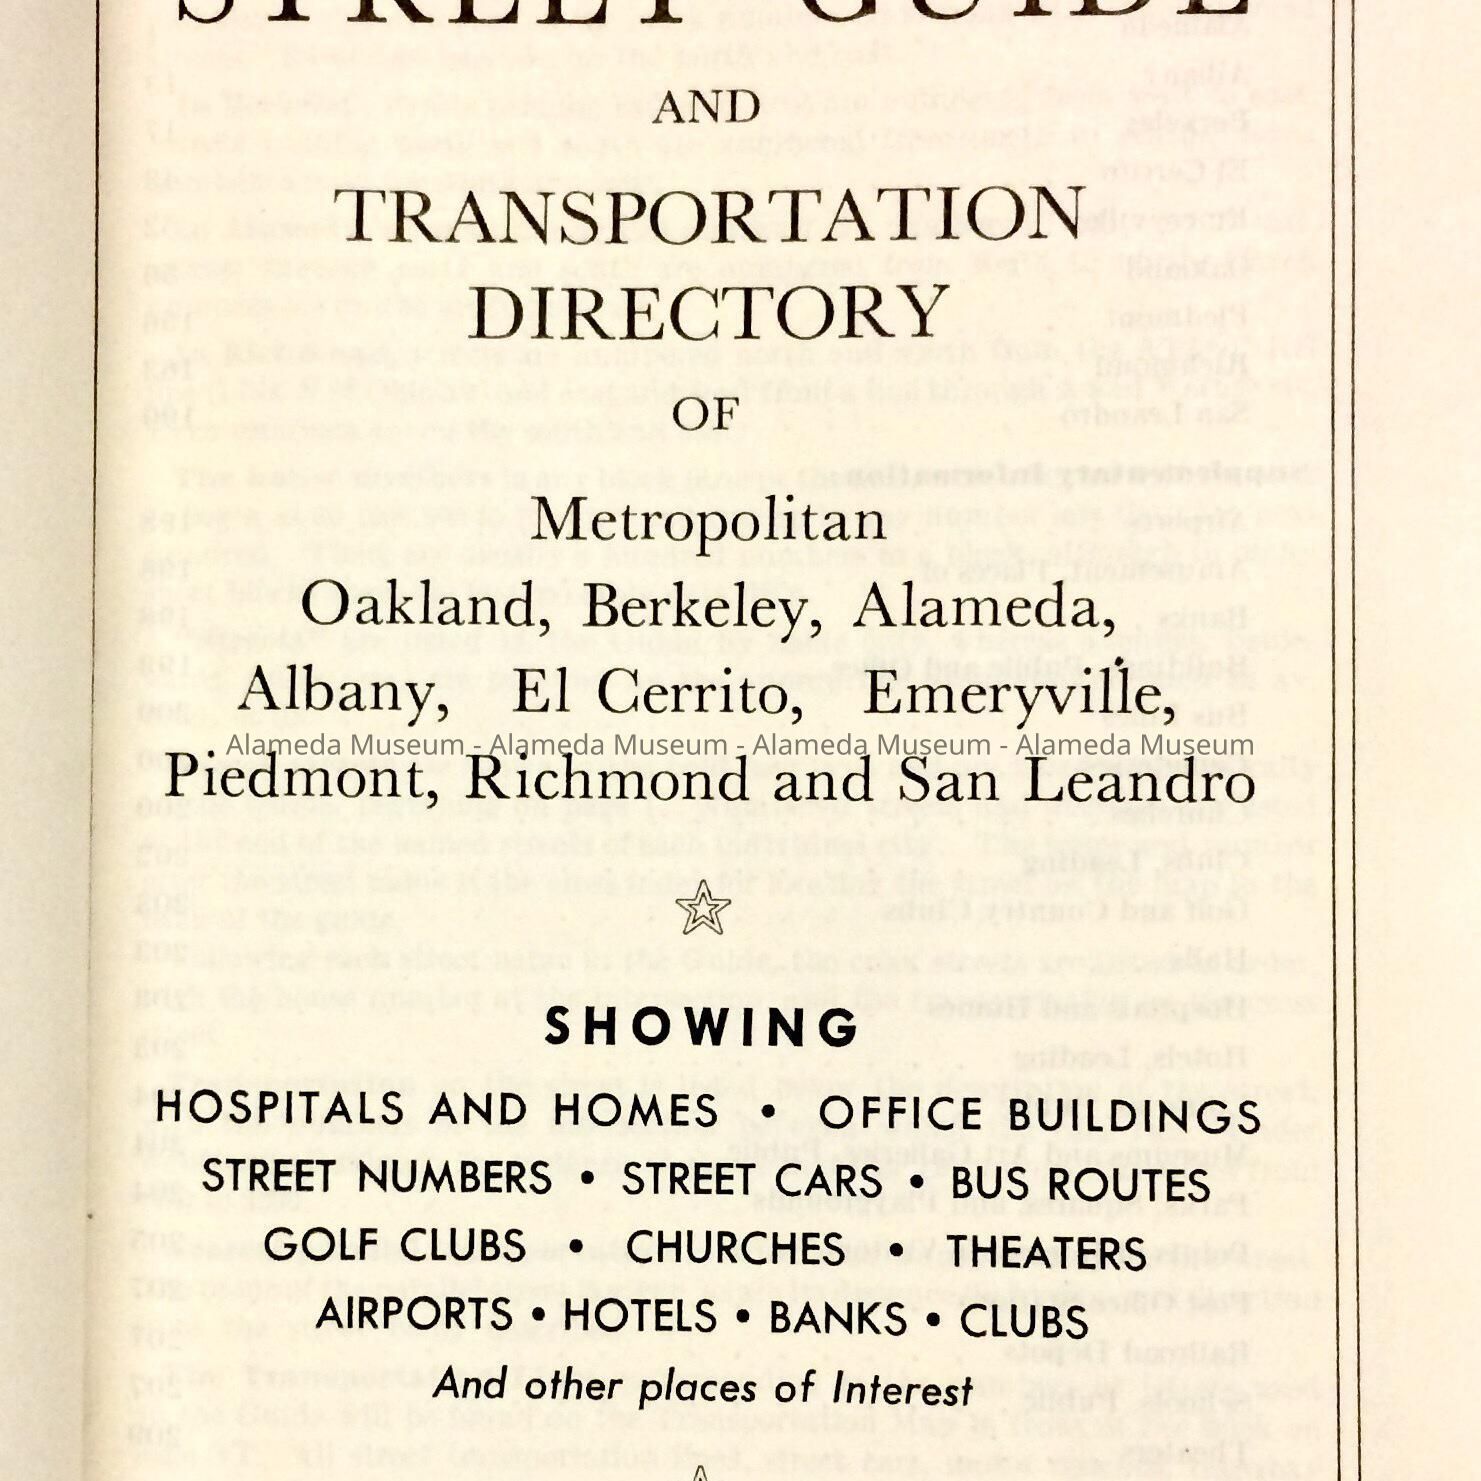 STREET GUIDE
AND
TRANSPORTATION
DIRECTORY
OF
Metropolitan
Oakland, Berkeley, Alameda,
Albany, El Cerrito, Emeryville,
Alameda Museum - Alameda Museum - Alameda Museum - Alameda Museum
Piedmont, Richmond and San Leandro
SHOWING
HOSPITALS AND HOMES • OFFICE BUILDINGS
STREET NUMBERS • STREET CARS • BUS ROUTES
GOLF CLUBS • CHURCHES • THEATERS
AIRPORTS • HOTELS • BANKS • CLUBS
And other places of Interest